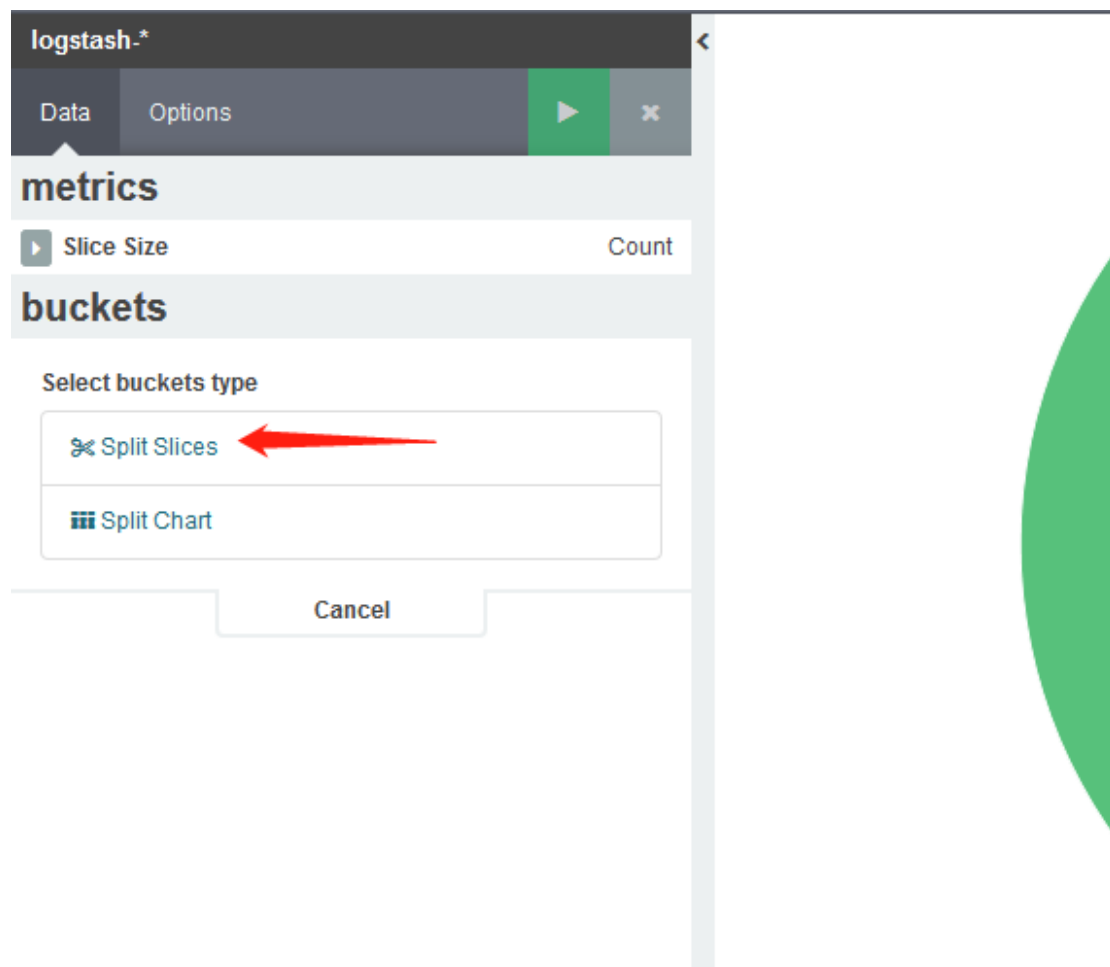 logstash-*
Data Options
metrics
Slice Size Count
buckets
Select buckets type
Split Slices
Split Chart
Cancel